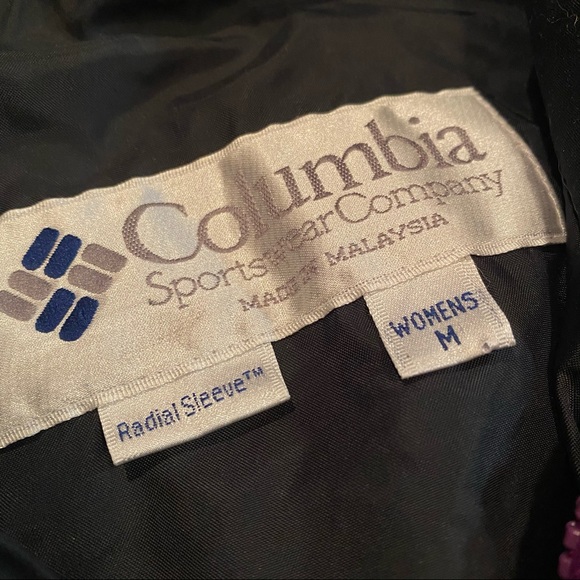 Columbia
Sportswear Company
MADE IN MALAYSIA
WOMENS
M
Radial Sleeve™